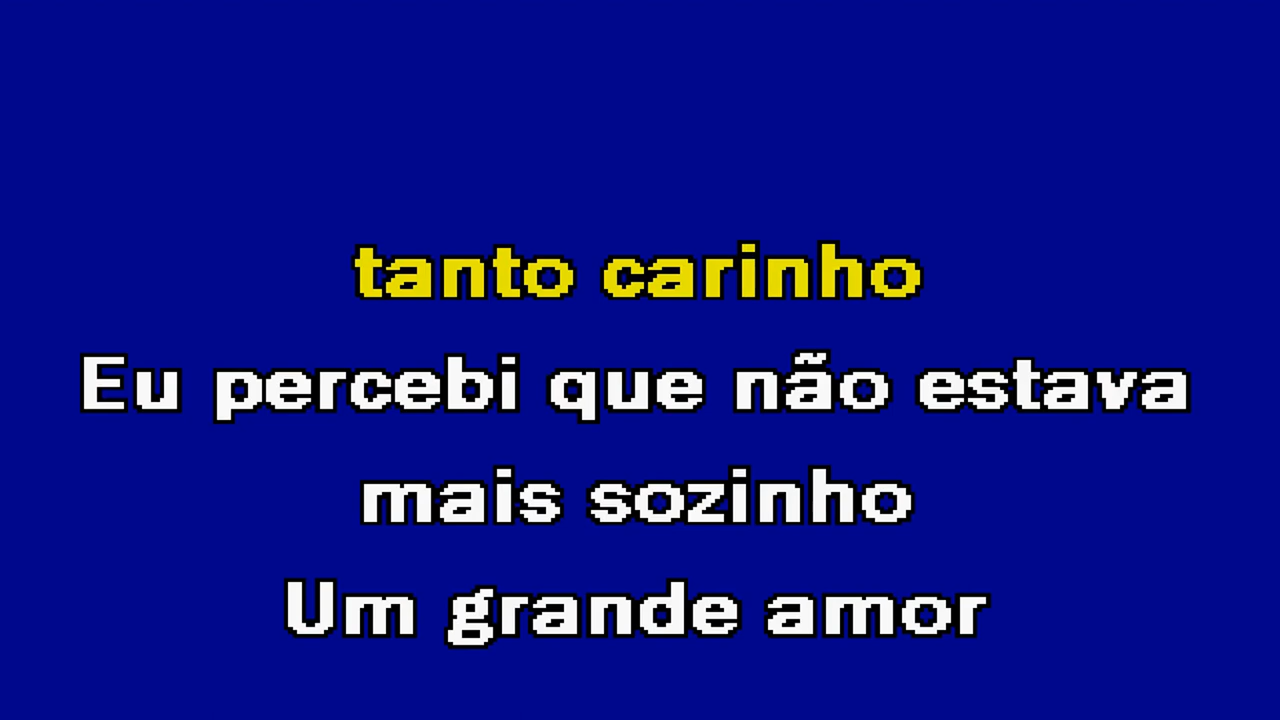 tanto carinho
Eu percebi que não estava
mais sozinho
Um grande amor